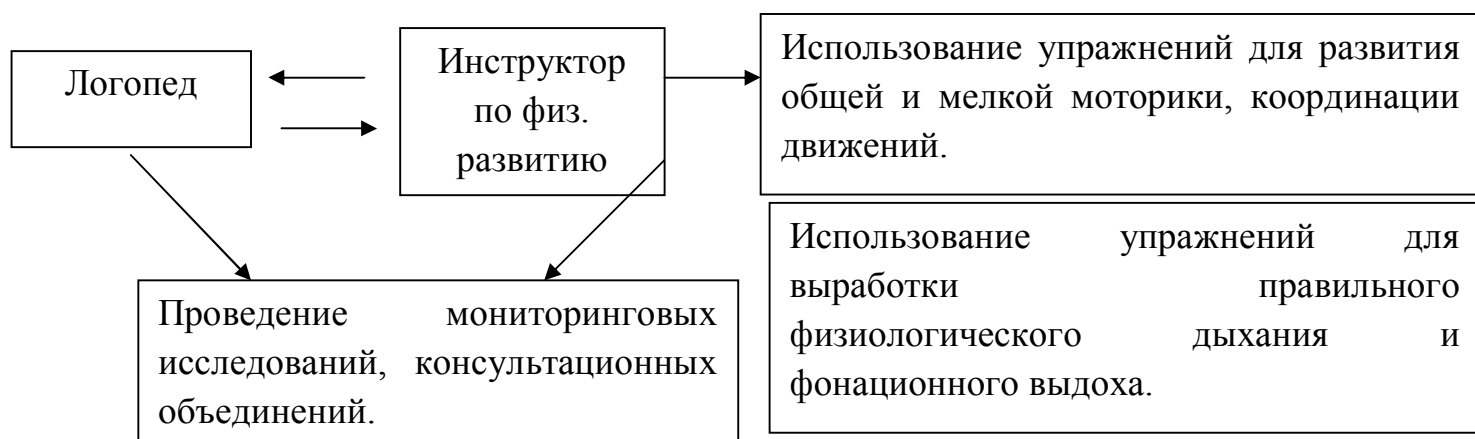 Логопед
Инструктор
по физ.
развитию
Использование упражнений для развития
общей и мелкой моторики, координации
движений.
Использование упражнений для
выработки правильного
физиологического дыхания и
фонационного выдоха.
Проведение мониторинговых
исследований, консультационных
объединений.